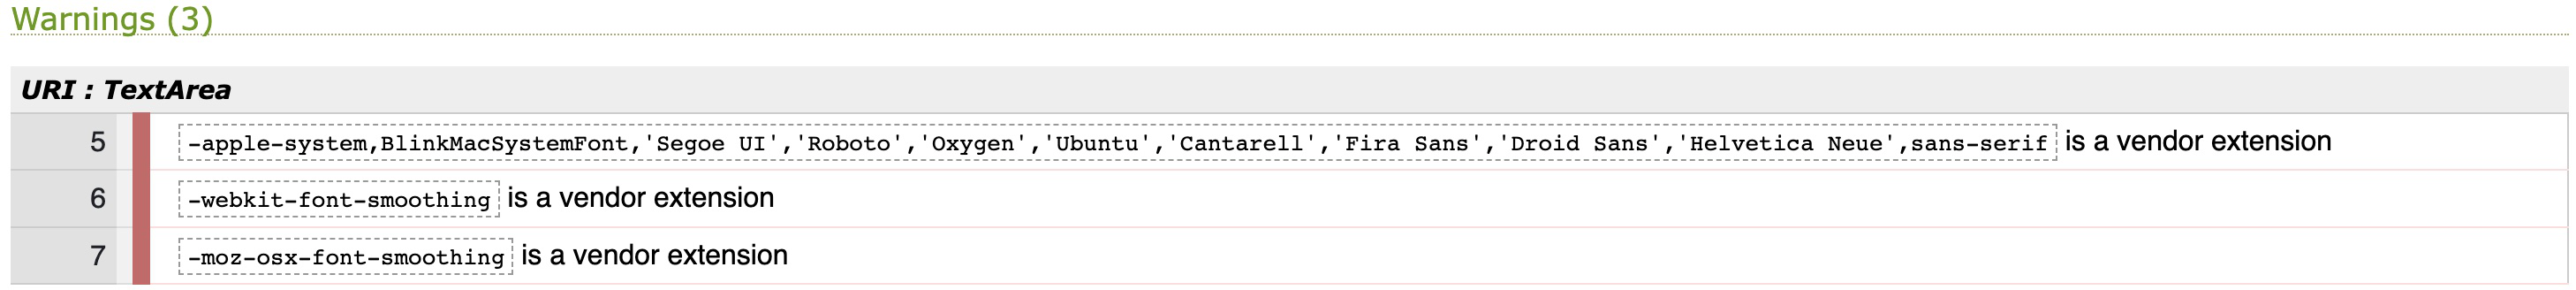 Warnings (3)
URI : TextArea
5 -apple-system,BlinkMacSystemFont,'Segoe UI','Roboto','Oxygen','Ubuntu','Cantarell','Fira Sans','Droid Sans','Helvetica Neue',sans-serif is a vendor extension
6 -webkit-font-smoothing is a vendor extension
7 -moz-osx-font-smoothing is a vendor extension